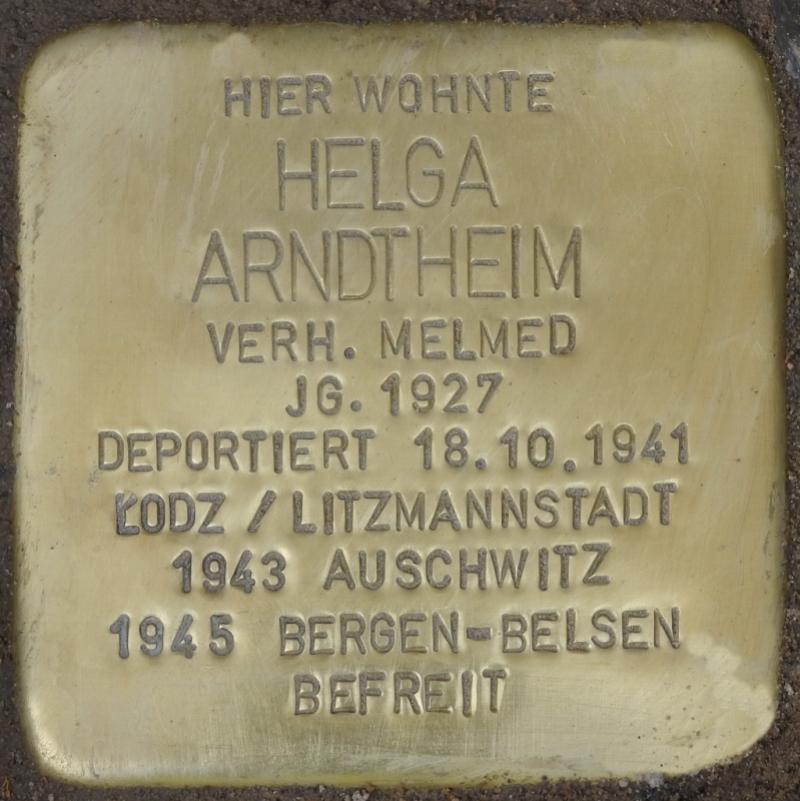 HIER WOHNTE
HELGA
ARNDTHEIM
VERH. MELMED
JG. 1927
DEPORTIERT 18.10.1941
ŁODZ / LITZMANNSTADT
1943 AUSCHWITZ
1945 BERGEN-BELSEN
BEFREIT